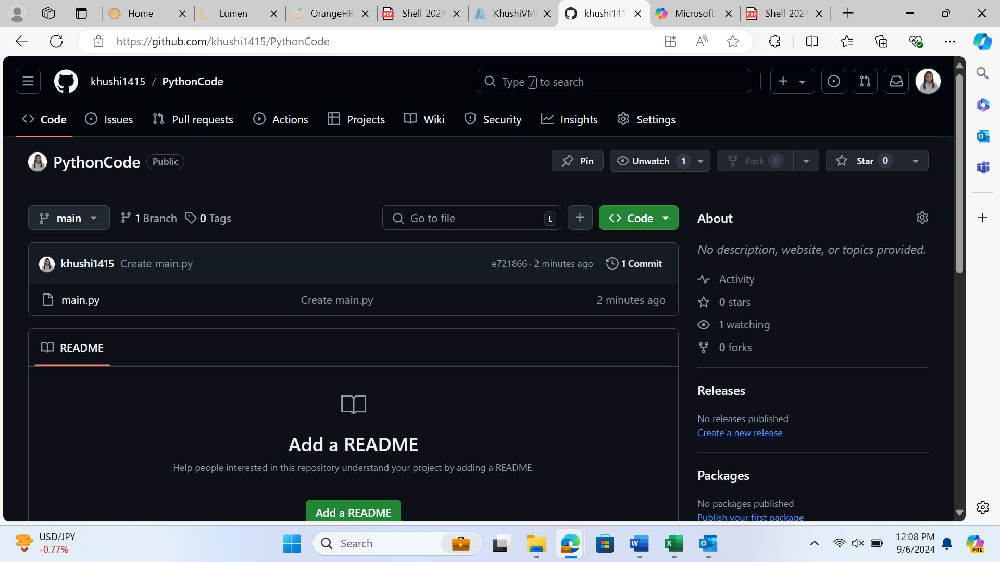 Home
Lumen
OrangeHR
Shell-2024
KhushiVM
khushi141
Microsoft
Shell-2024
https://github.com/khushi1415/PythonCode
khushi1415 / PythonCode
Type / to search
Code
Issues
Pull requests
Actions
Projects
Wiki
Security
Insights
Settings
PythonCode Public
Pin
Unwatch 1
Fork 0
Star 0
main
1 Branch
0 Tags
Go to file t
Code
About
No description, website, or topics provided.
khushi1415 Create main.py
e721866 · 2 minutes ago
1 Commit
main.py
Create main.py
2 minutes ago
Activity
0 stars
1 watching
0 forks
README
Add a README
Help people interested in this repository understand your project by adding a README.
Add a README
Releases
No releases published
Create a new release
Packages
No packages published
Publish your first package
USD/JPY
-0.77%
Search
12:08 PM
9/6/2024
PRE